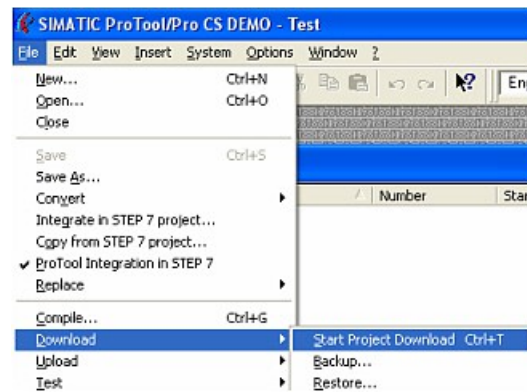 SIMATIC ProTool/Pro CS DEMO - Test
File Edit View Insert System Options Window ?
New... Ctrl+N
Open... Ctrl+O
Close
Save Ctrl+S
Save As...
Convert
Integrate in STEP 7 project...
Copy from STEP 7 project...
ProTool Integration in STEP 7
Replace
Compile... Ctrl+G
Download
Upload
Test
En
Number Star
Start Project Download Ctrl+T
Backup...
Restore...